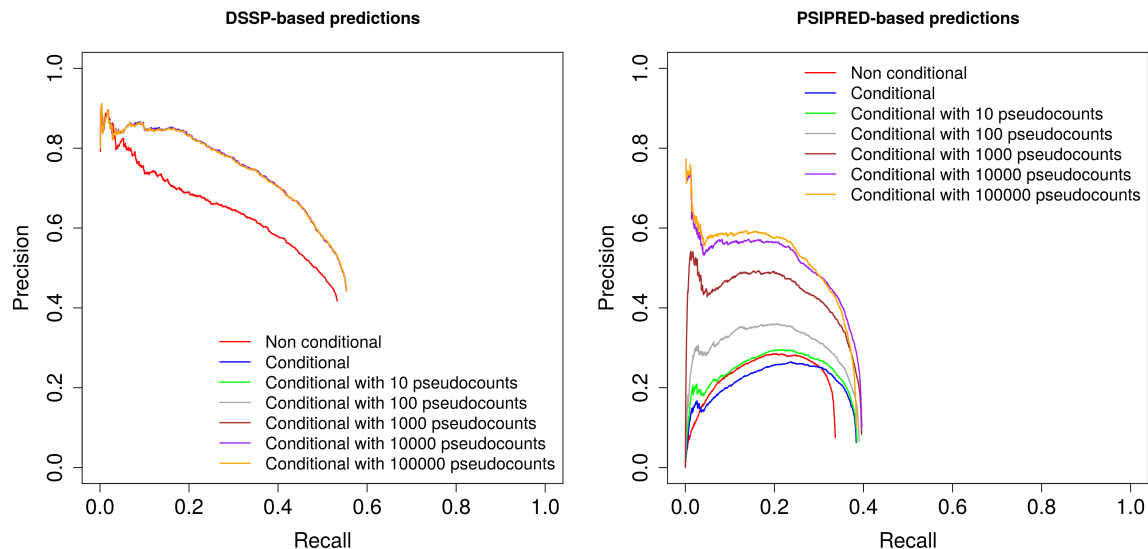 DSSP-based predictions
Precision
1.0
0.8
0.6
0.4
0.2
0.0
Non conditional
Conditional
Conditional with 10 pseudocounts
Conditional with 100 pseudocounts
Conditional with 1000 pseudocounts
Conditional with 10000 pseudocounts
Conditional with 100000 pseudocounts
0.0 0.2 0.4 0.6 0.8 1.0
Recall
PSIPRED-based predictions
Precision
1.0
0.8
0.6
0.4
0.2
0.0
Non conditional
Conditional
Conditional with 10 pseudocounts
Conditional with 100 pseudocounts
Conditional with 1000 pseudocounts
Conditional with 10000 pseudocounts
Conditional with 100000 pseudocounts
0.0 0.2 0.4 0.6 0.8 1.0
Recall